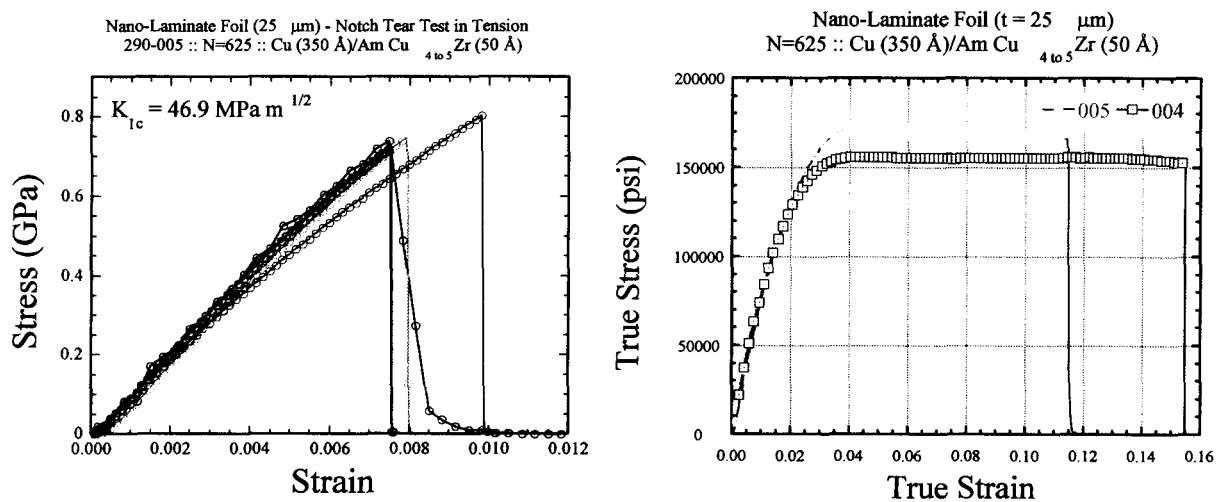 Nano-Laminate Foil (25 μm) - Notch Tear Test in Tension
290-005 :: N=625 :: Cu (350 Å)/Am Cu 4 to 5 Zr (50 Å)
K1c = 46.9 MPa m 1/2
0.8
0.6
0.4
0.2
0
0.000 0.002 0.004 0.006 0.008 0.010 0.012
Stress (GPa)
Strain
Nano-Laminate Foil (t = 25 μm)
N=625 :: Cu (350 Å)/Am Cu 4 to 5 Zr (50 Å)
005 004
200000
150000
100000
50000
0
0.00 0.02 0.04 0.06 0.08 0.10 0.12 0.14 0.16
True Stress (psi)
True Strain